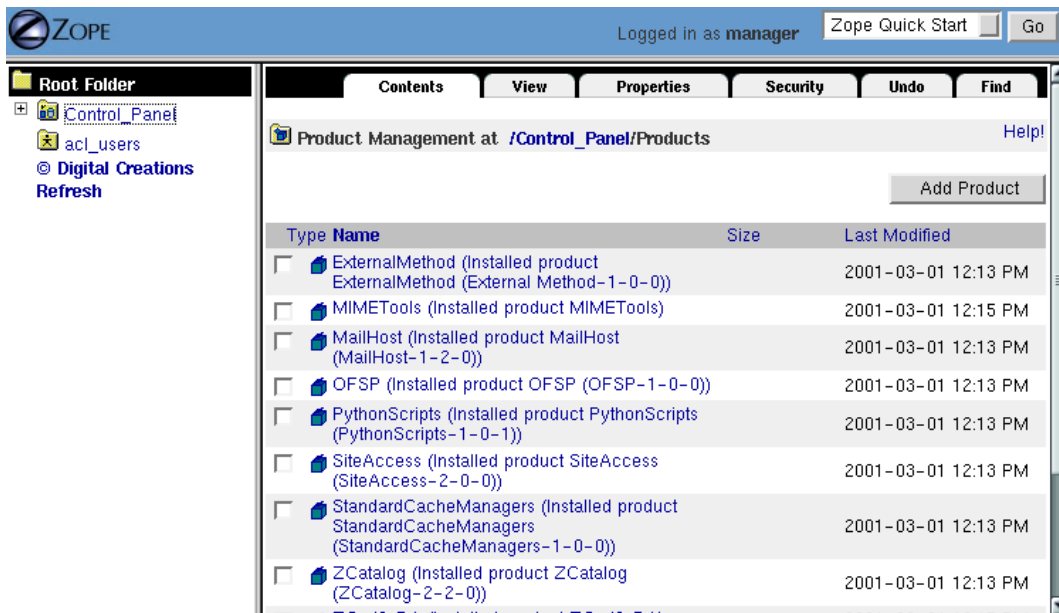 ZOPE
Logged in as manager
Zope Quick Start
Go
Root Folder
Control_Panel
acl_users
© Digital Creations
Refresh
Contents
View
Properties
Security
Undo
Find
Product Management at /Control_Panel/Products
Help!
Add Product
Type Name Size Last Modified
ExternalMethod (Installed product
ExternalMethod (External Method-1-0-0))
2001-03-01 12:13 PM
MIMETools (Installed product MIMETools)
2001-03-01 12:15 PM
MailHost (Installed product MailHost
(MailHost-1-2-0))
2001-03-01 12:13 PM
OFSP (Installed product OFSP (OFSP-1-0-0))
2001-03-01 12:13 PM
PythonScripts (Installed product PythonScripts
(PythonScripts-1-0-1))
2001-03-01 12:13 PM
SiteAccess (Installed product SiteAccess
(SiteAccess-2-0-0))
2001-03-01 12:13 PM
StandardCacheManagers (Installed product
StandardCacheManagers
(StandardCacheManagers-1-0-0))
2001-03-01 12:13 PM
ZCatalog (Installed product ZCatalog
(ZCatalog-2-2-0))
2001-03-01 12:13 PM